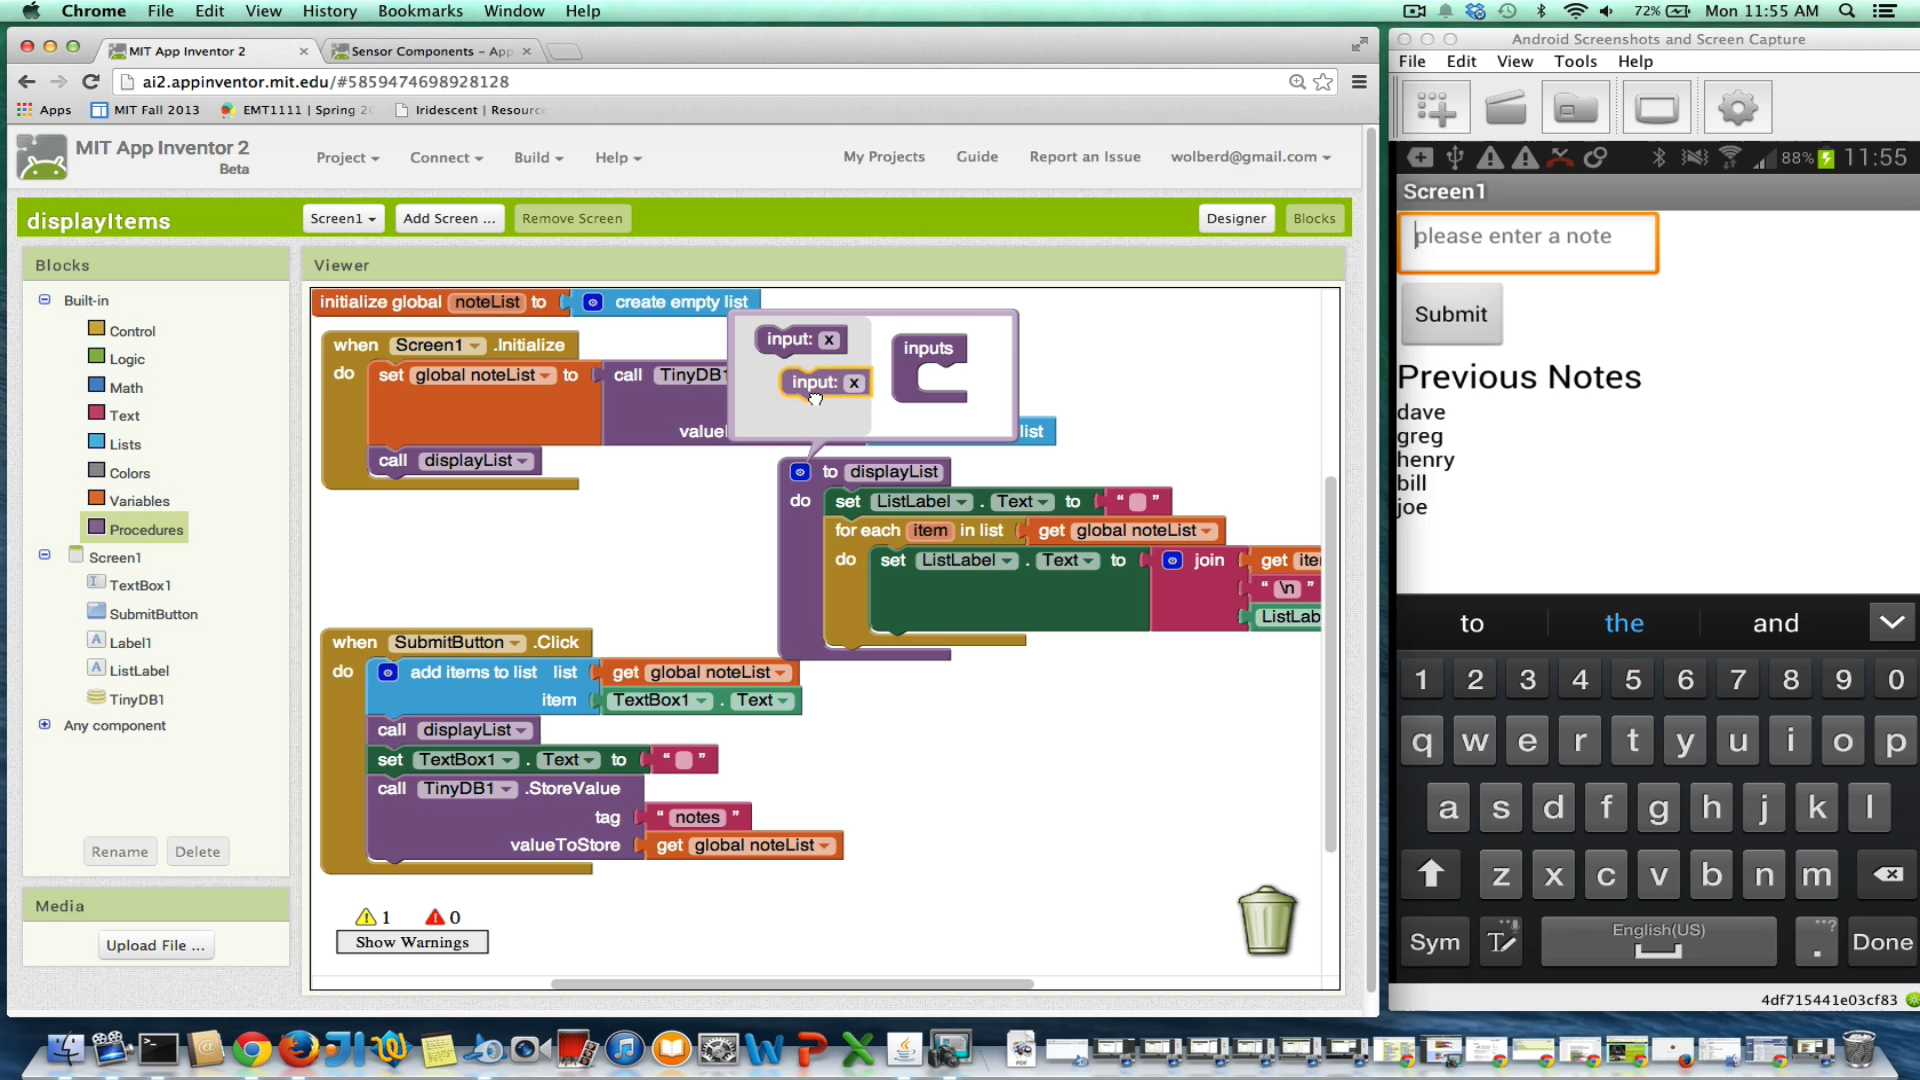 Chrome File Edit View History Bookmarks Window Help
72% Mon 11:55 AM
MIT App Inventor 2
Sensor Components – App
ai2.appinventor.mit.edu/#5859474698928128
Apps MIT Fall 2013 EMT1111 | Spring 20 Iridescent | Resourc
MIT App Inventor 2
Beta
Project Connect Build Help
My Projects Guide Report an Issue wolberd@gmail.com
displayItems
Screen1 Add Screen ... Remove Screen
Designer Blocks
Blocks
Built-in
Control
Logic
Math
Text
Lists
Colors
Variables
Procedures
Screen1
TextBox1
SubmitButton
Label1
ListLabel
TinyDB1
Any component
Rename Delete
Media
Upload File ...
Viewer
initialize global noteList to create empty list
when Screen1 .Initialize
do set global noteList to call TinyDB1
valueI
list
call displayList
input: x
input: x
inputs
to displayList
do set ListLabel . Text to " "
for each item in list get global noteList
do set ListLabel . Text to join get ite
" \n "
ListLab
when SubmitButton .Click
do add items to list list get global noteList
item TextBox1 . Text
call displayList
set TextBox1 . Text to " "
call TinyDB1 .StoreValue
tag " notes "
valueToStore get global noteList
1 0
Show Warnings
Android Screenshots and Screen Capture
File Edit View Tools Help
88% 11:55
Screen1
please enter a note
Submit
Previous Notes
dave
greg
henry
bill
joe
to the and
1 2 3 4 5 6 7 8 9 0
q w e r t y u i o p
a s d f g h j k l
z x c v b n m
Sym English(US) . Done
4df715441e03cf83